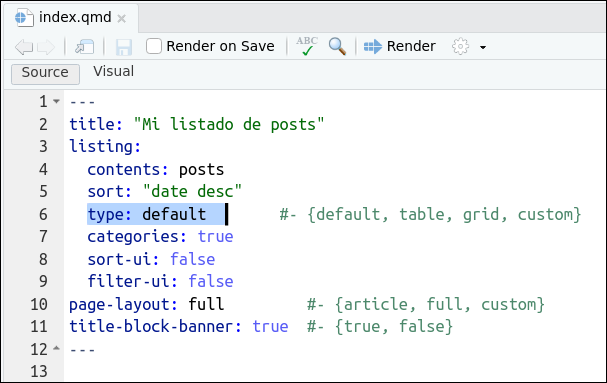 index.qmd ×
Render on Save ABC Render
Source Visual
1 ---
2 title: "Mi listado de posts"
3 listing:
4   contents: posts
5   sort: "date desc"
6   type: default        #- {default, table, grid, custom}
7   categories: true
8   sort-ui: false
9   filter-ui: false
10 page-layout: full         #- {article, full, custom}
11 title-block-banner: true  #- {true, false}
12 ---
13